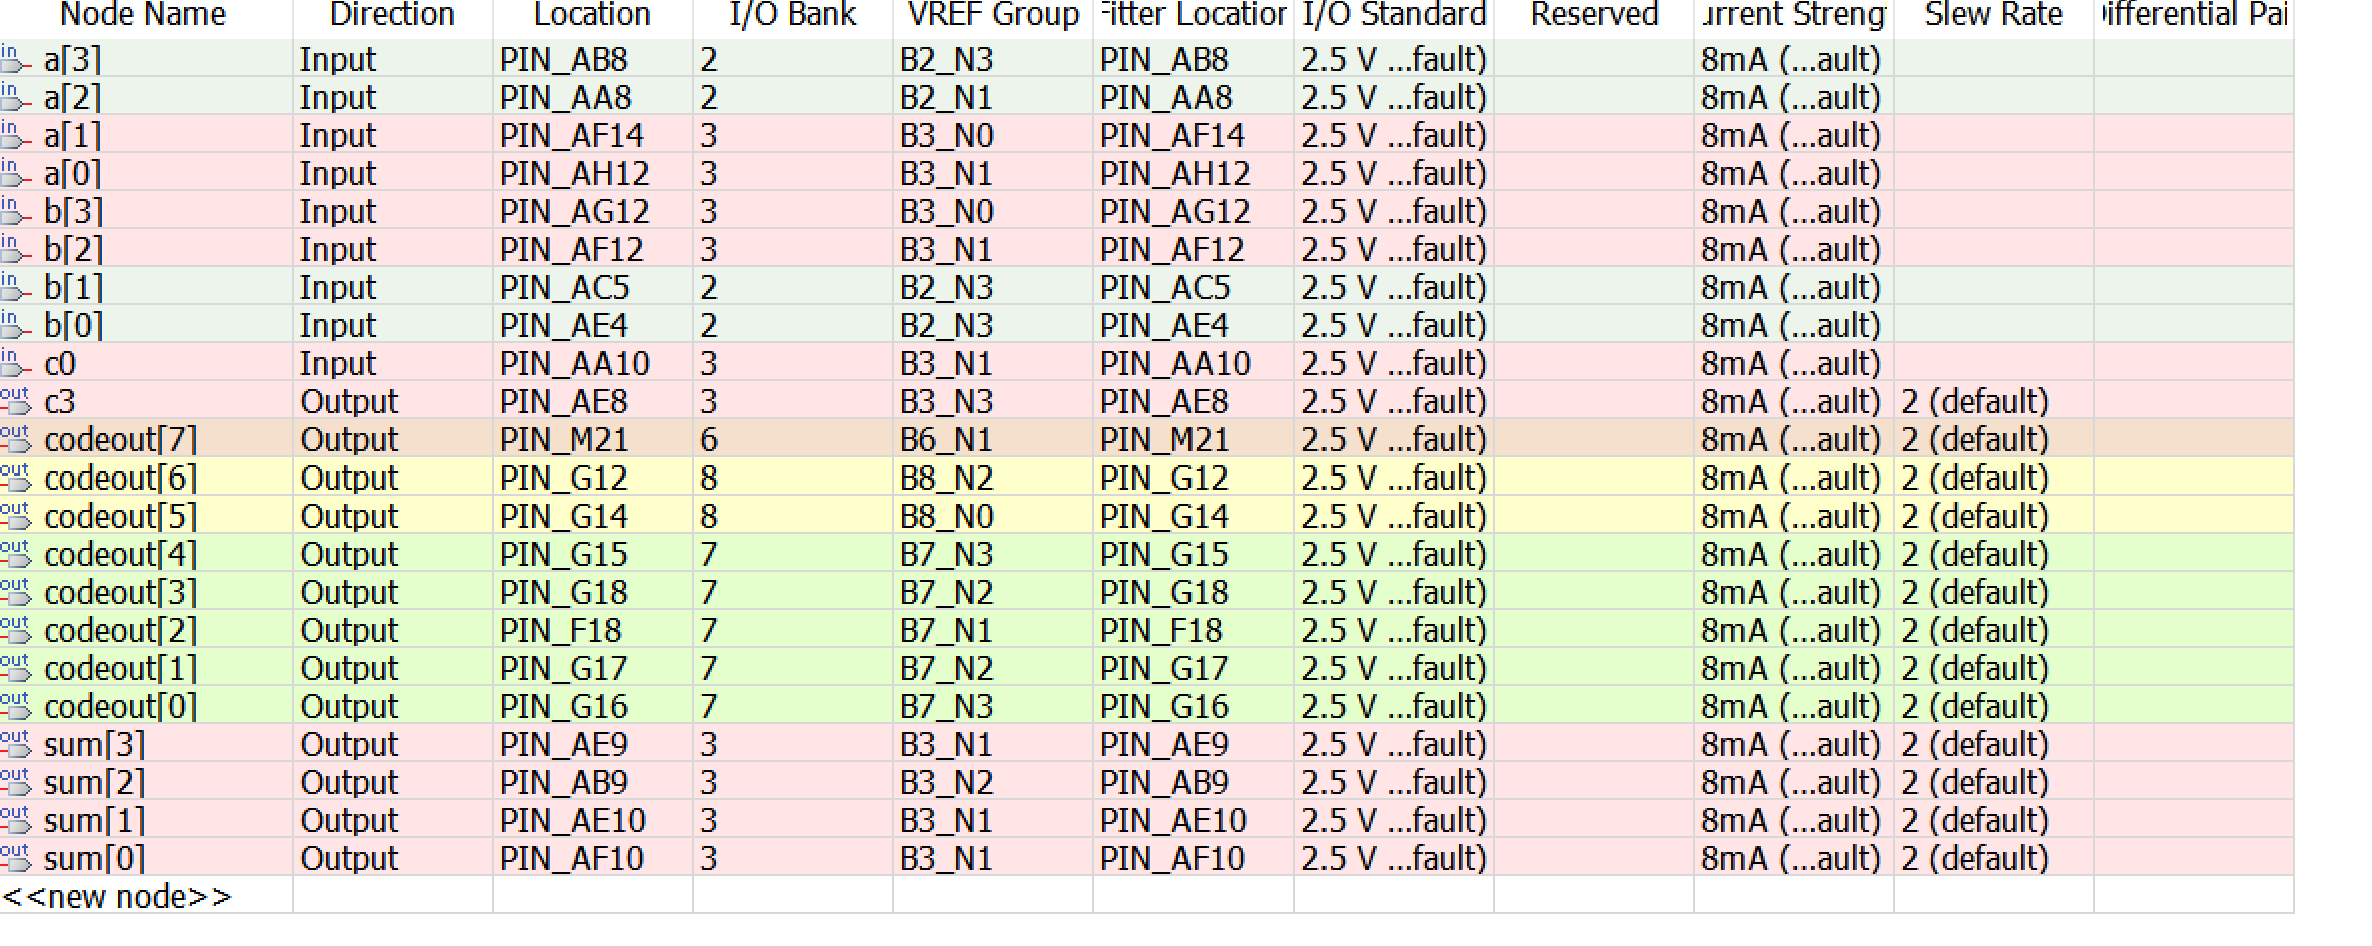 Node Name Direction Location I/O Bank VREF Group Fitter Location I/O Standard Reserved urrent Streng Slew Rate ifferential Pai
in a[3] Input PIN_AB8 2 B2_N3 PIN_AB8 2.5 V ...fault) 8mA (...ault)
in a[2] Input PIN_AA8 2 B2_N1 PIN_AA8 2.5 V ...fault) 8mA (...ault)
in a[1] Input PIN_AF14 3 B3_N0 PIN_AF14 2.5 V ...fault) 8mA (...ault)
in a[0] Input PIN_AH12 3 B3_N1 PIN_AH12 2.5 V ...fault) 8mA (...ault)
in b[3] Input PIN_AG12 3 B3_N0 PIN_AG12 2.5 V ...fault) 8mA (...ault)
in b[2] Input PIN_AF12 3 B3_N1 PIN_AF12 2.5 V ...fault) 8mA (...ault)
in b[1] Input PIN_AC5 2 B2_N3 PIN_AC5 2.5 V ...fault) 8mA (...ault)
in b[0] Input PIN_AE4 2 B2_N3 PIN_AE4 2.5 V ...fault) 8mA (...ault)
in c0 Input PIN_AA10 3 B3_N1 PIN_AA10 2.5 V ...fault) 8mA (...ault)
out c3 Output PIN_AE8 3 B3_N3 PIN_AE8 2.5 V ...fault) 8mA (...ault) 2 (default)
out codeout[7] Output PIN_M21 6 B6_N1 PIN_M21 2.5 V ...fault) 8mA (...ault) 2 (default)
out codeout[6] Output PIN_G12 8 B8_N2 PIN_G12 2.5 V ...fault) 8mA (...ault) 2 (default)
out codeout[5] Output PIN_G14 8 B8_N0 PIN_G14 2.5 V ...fault) 8mA (...ault) 2 (default)
out codeout[4] Output PIN_G15 7 B7_N3 PIN_G15 2.5 V ...fault) 8mA (...ault) 2 (default)
out codeout[3] Output PIN_G18 7 B7_N2 PIN_G18 2.5 V ...fault) 8mA (...ault) 2 (default)
out codeout[2] Output PIN_F18 7 B7_N1 PIN_F18 2.5 V ...fault) 8mA (...ault) 2 (default)
out codeout[1] Output PIN_G17 7 B7_N2 PIN_G17 2.5 V ...fault) 8mA (...ault) 2 (default)
out codeout[0] Output PIN_G16 7 B7_N3 PIN_G16 2.5 V ...fault) 8mA (...ault) 2 (default)
out sum[3] Output PIN_AE9 3 B3_N1 PIN_AE9 2.5 V ...fault) 8mA (...ault) 2 (default)
out sum[2] Output PIN_AB9 3 B3_N2 PIN_AB9 2.5 V ...fault) 8mA (...ault) 2 (default)
out sum[1] Output PIN_AE10 3 B3_N1 PIN_AE10 2.5 V ...fault) 8mA (...ault) 2 (default)
out sum[0] Output PIN_AF10 3 B3_N1 PIN_AF10 2.5 V ...fault) 8mA (...ault) 2 (default)
<<new node>>